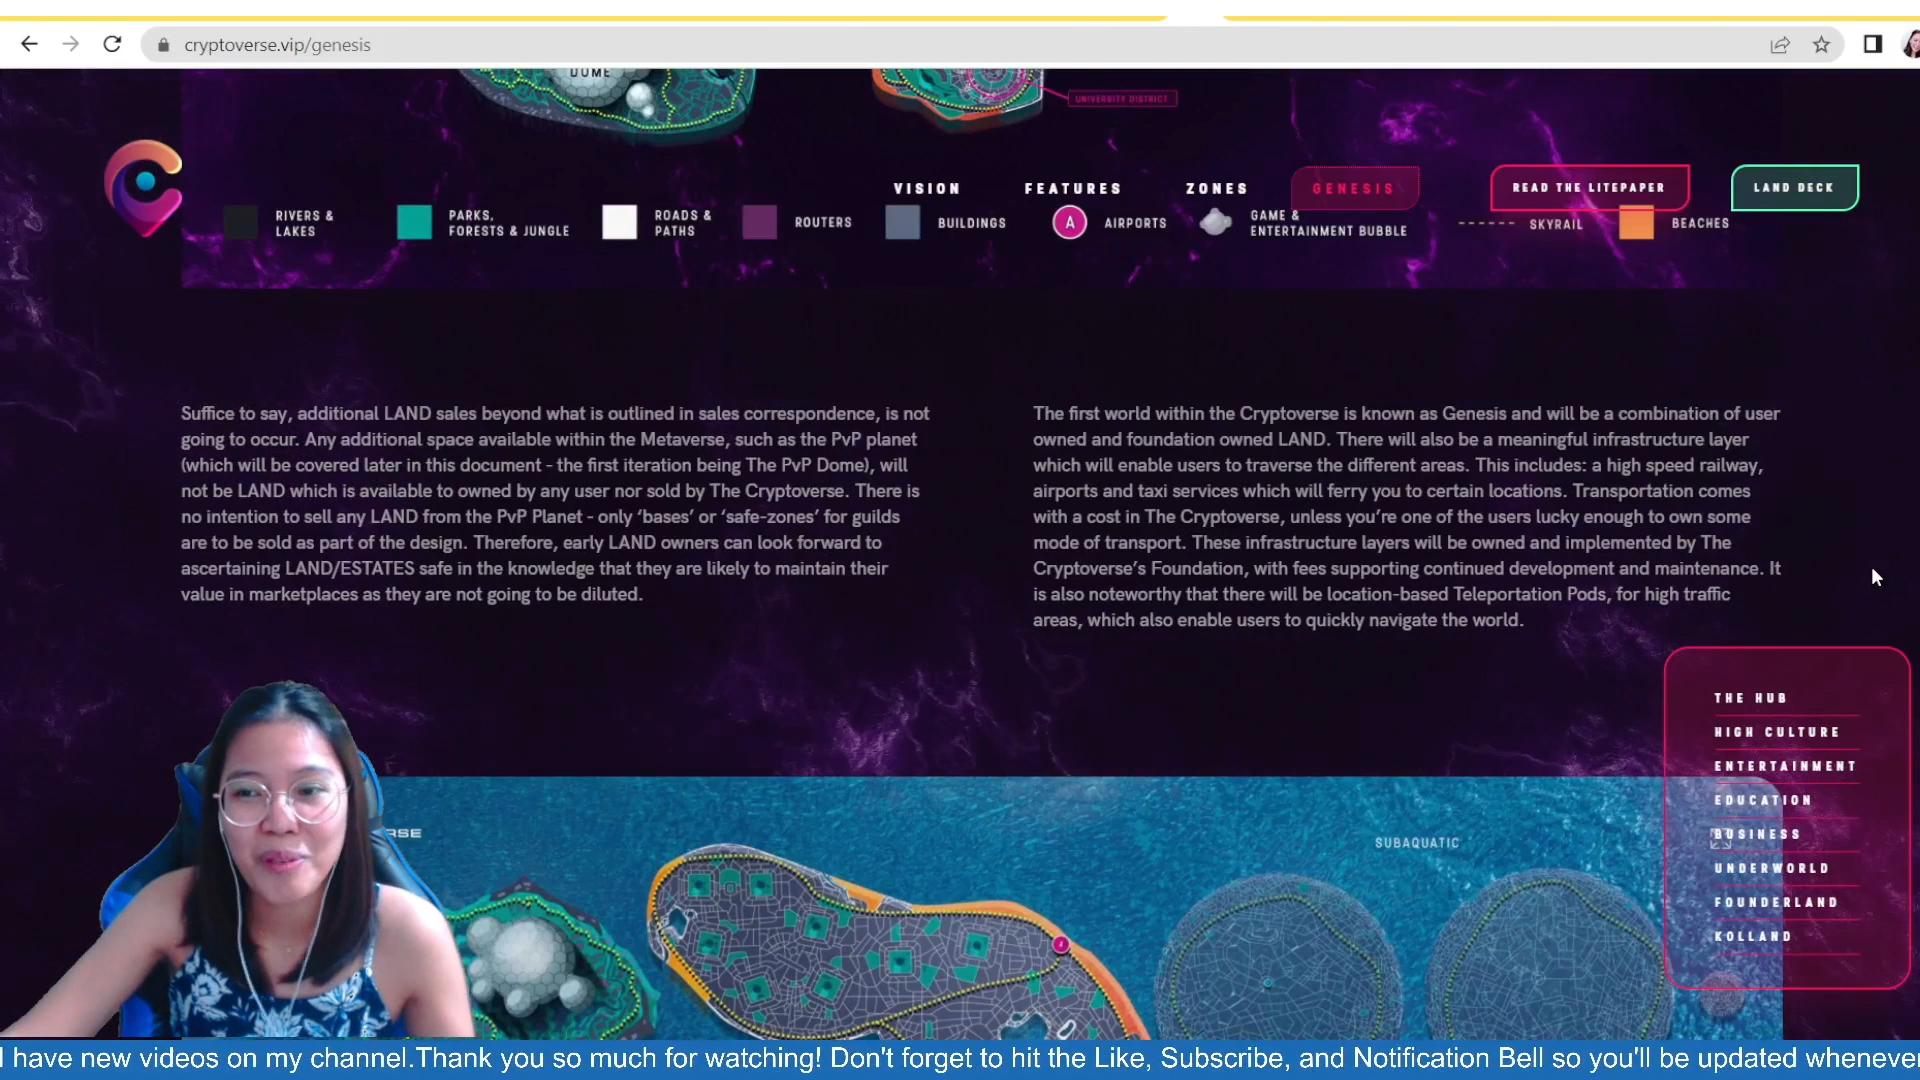 cryptoverse.vip/genesis
DOME
UNIVERSITY DISTRICT
VISION
FEATURES
ZONES
GENESIS
READ THE LITEPAPER
LAND DECK
RIVERS &
LAKES
PARKS,
FORESTS & JUNGLE
ROADS &
PATHS
ROUTERS
BUILDINGS
A
AIRPORTS
GAME &
ENTERTAINMENT BUBBLE
SKYRAIL
BEACHES
Suffice to say, additional LAND sales beyond what is outlined in sales correspondence, is not
going to occur. Any additional space available within the Metaverse, such as the PvP planet
(which will be covered later in this document - the first iteration being The PvP Dome), will
not be LAND which is available to owned by any user nor sold by The Cryptoverse. There is
no intention to sell any LAND from the PvP Planet - only ‘bases’ or ‘safe-zones’ for guilds
are to be sold as part of the design. Therefore, early LAND owners can look forward to
ascertaining LAND/ESTATES safe in the knowledge that they are likely to maintain their
value in marketplaces as they are not going to be diluted.
The first world within the Cryptoverse is known as Genesis and will be a combination of user
owned and foundation owned LAND. There will also be a meaningful infrastructure layer
which will enable users to traverse the different areas. This includes: a high speed railway,
airports and taxi services which will ferry you to certain locations. Transportation comes
with a cost in The Cryptoverse, unless you’re one of the users lucky enough to own some
mode of transport. These infrastructure layers will be owned and implemented by The
Cryptoverse’s Foundation, with fees supporting continued development and maintenance. It
is also noteworthy that there will be location-based Teleportation Pods, for high traffic
areas, which also enable users to quickly navigate the world.
THE HUB
HIGH CULTURE
ENTERTAINMENT
EDUCATION
BUSINESS
UNDERWORLD
FOUNDERLAND
KOLLAND
RSE
SUBAQUATIC
I have new videos on my channel.Thank you so much for watching! Don't forget to hit the Like, Subscribe, and Notification Bell so you'll be updated whenever